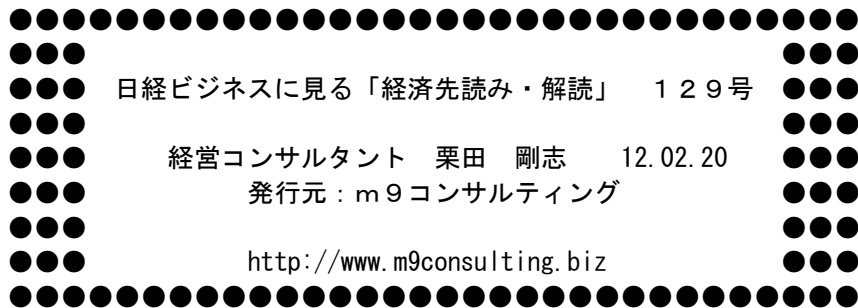 日経ビジネスに見る「経済先読み・解読」　１２９号
経営コンサルタント　栗田　剛志　　12.02.20
発行元：ｍ９コンサルティング
http://www.m9consulting.biz